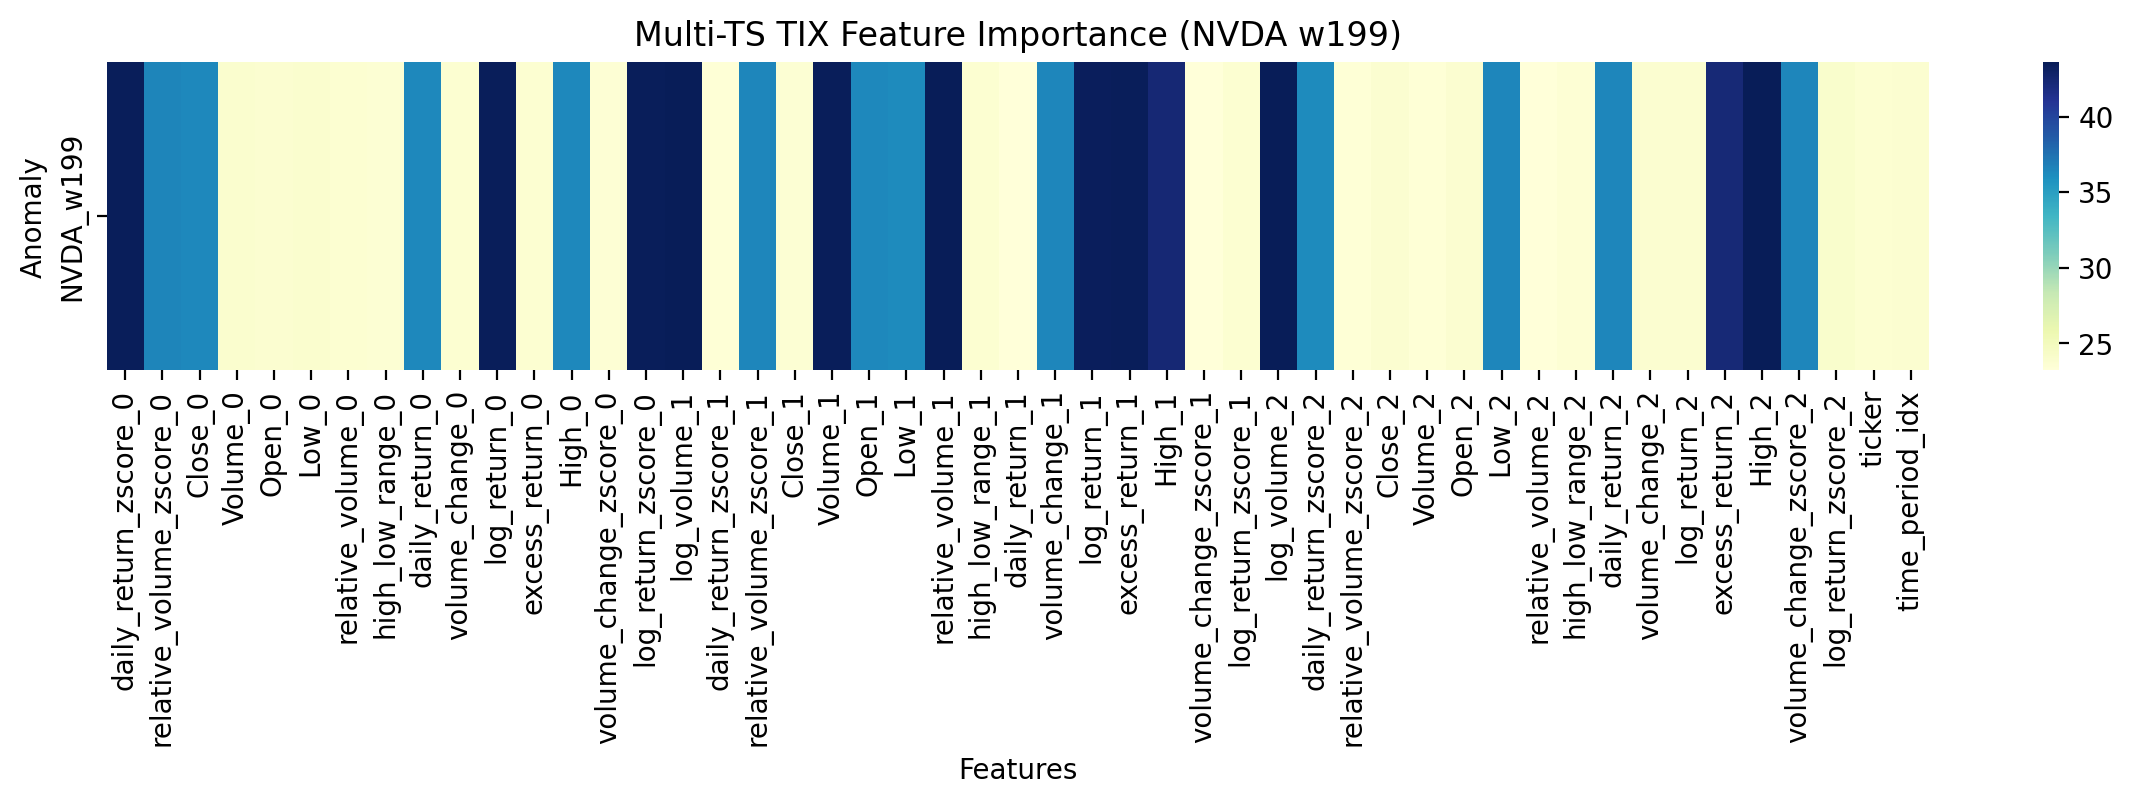 Multi-TS TIX Feature Importance (NVDA w199)
Anomaly
NVDA_w199
40
35
30
25
daily_return_zscore_0
relative_volume_zscore_0
Close_0
Volume_0
Open_0
Low_0
relative_volume_0
high_low_range_0
daily_return_0
volume_change_0
log_return_0
excess_return_0
High_0
volume_change_zscore_0
log_return_zscore_0
log_volume_1
daily_return_zscore_1
relative_volume_zscore_1
Close_1
Volume_1
Open_1
Low_1
relative_volume_1
high_low_range_1
daily_return_1
volume_change_1
log_return_1
excess_return_1
High_1
volume_change_zscore_1
log_return_zscore_1
log_volume_2
daily_return_zscore_2
relative_volume_zscore_2
Close_2
Volume_2
Open_2
Low_2
relative_volume_2
high_low_range_2
daily_return_2
volume_change_2
log_return_2
excess_return_2
High_2
volume_change_zscore_2
log_return_zscore_2
ticker
time_period_idx
Features